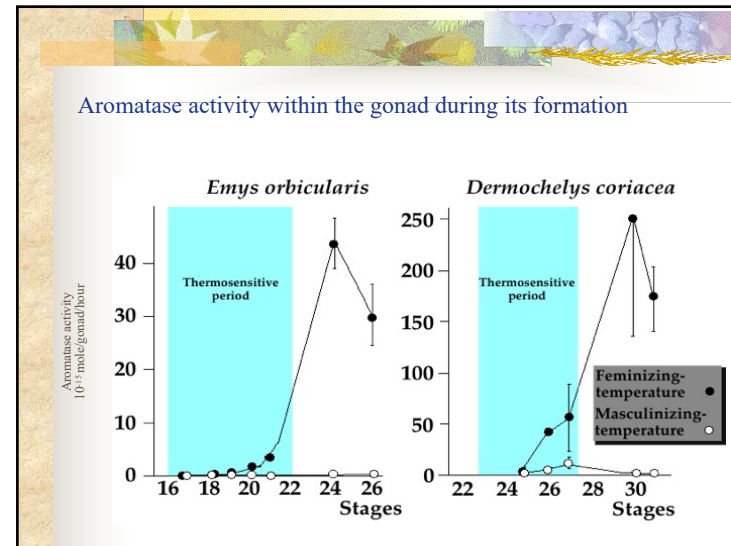 Aromatase activity within the gonad during its formation
Aromatase activity
10⁻¹⁵ mole/gonad/hour
Emys orbicularis
40
30
20
10
0
Thermosensitive
period
16 18 20 22 24 26
Stages
Dermochelys coriacea
250
200
150
100
50
0
Thermosensitive
period
22 24 26 28 30
Stages
Feminizing-
temperature
Masculinizing-
temperature